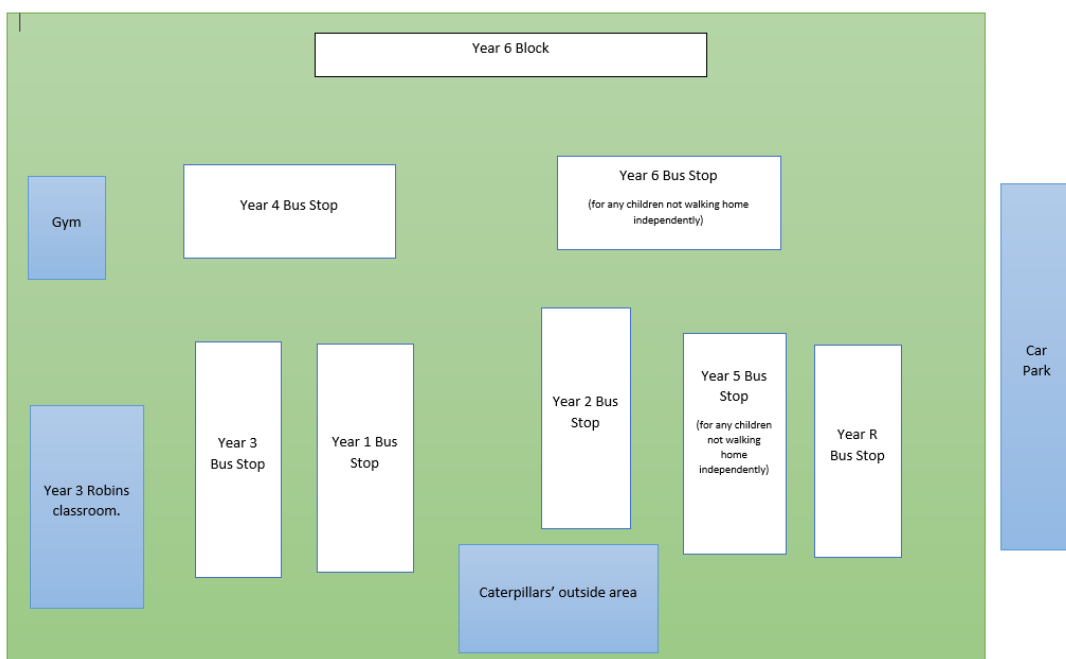 Year 6 Block
Year 4 Bus Stop
Year 6 Bus Stop
(for any children not walking home
independently)
Gym
Car
Park
Year 3
Bus Stop
Year 1 Bus
Stop
Year 2 Bus
Stop
Year 5 Bus
Stop
(for any children
not walking
home
independently)
Year R
Bus Stop
Year 3 Robins
classroom.
Caterpillars’ outside area